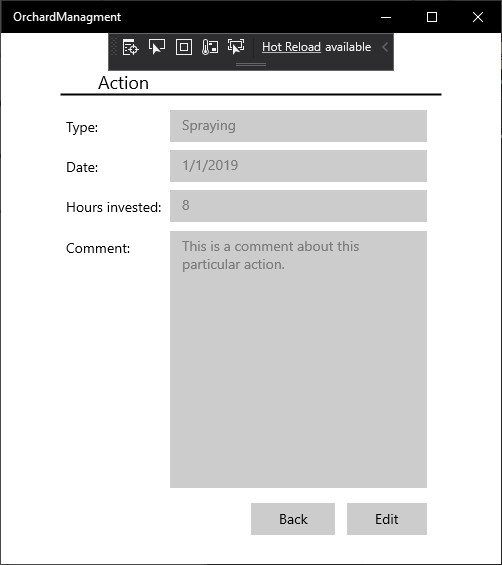 OrchardManagment
Hot Reload available
Action
Type:
Spraying
Date:
1/1/2019
Hours invested:
8
Comment:
This is a comment about this
particular action.
Back
Edit